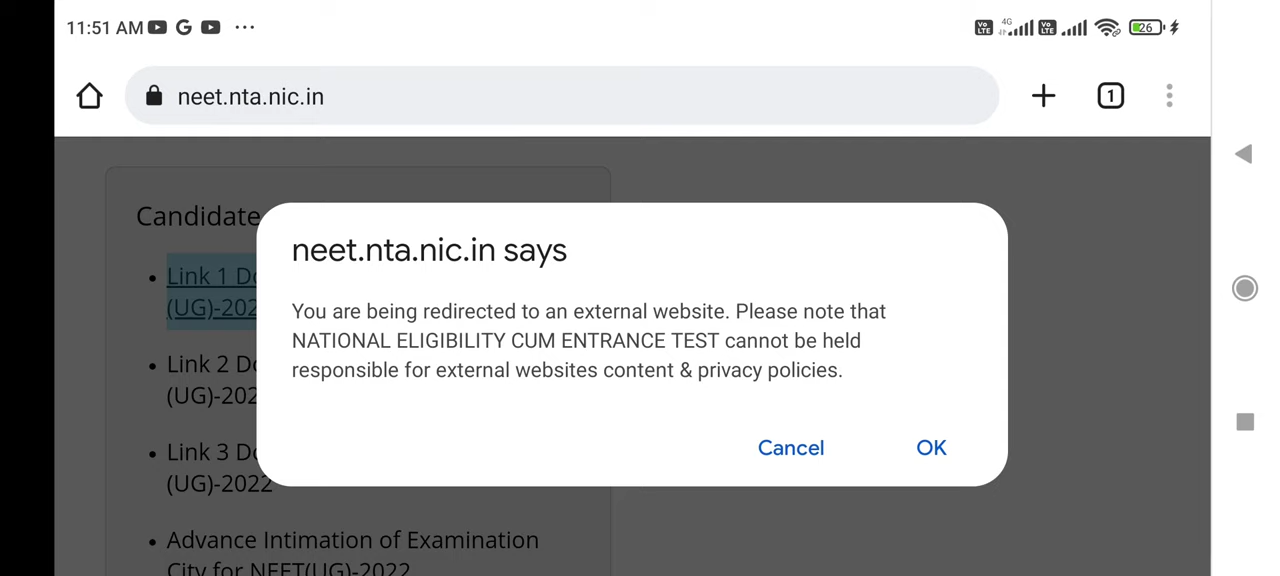 11:51 AM
4G
26
neet.nta.nic.in
1
Candidate
neet.nta.nic.in says
You are being redirected to an external website. Please note that
NATIONAL ELIGIBILITY CUM ENTRANCE TEST cannot be held
responsible for external websites content & privacy policies.
Cancel OK
Link 1
(UG)-202
Link 2
(UG)-202
Link 3
(UG)-2022
Advance Intimation of Examination
City for NEET(UG)-2022